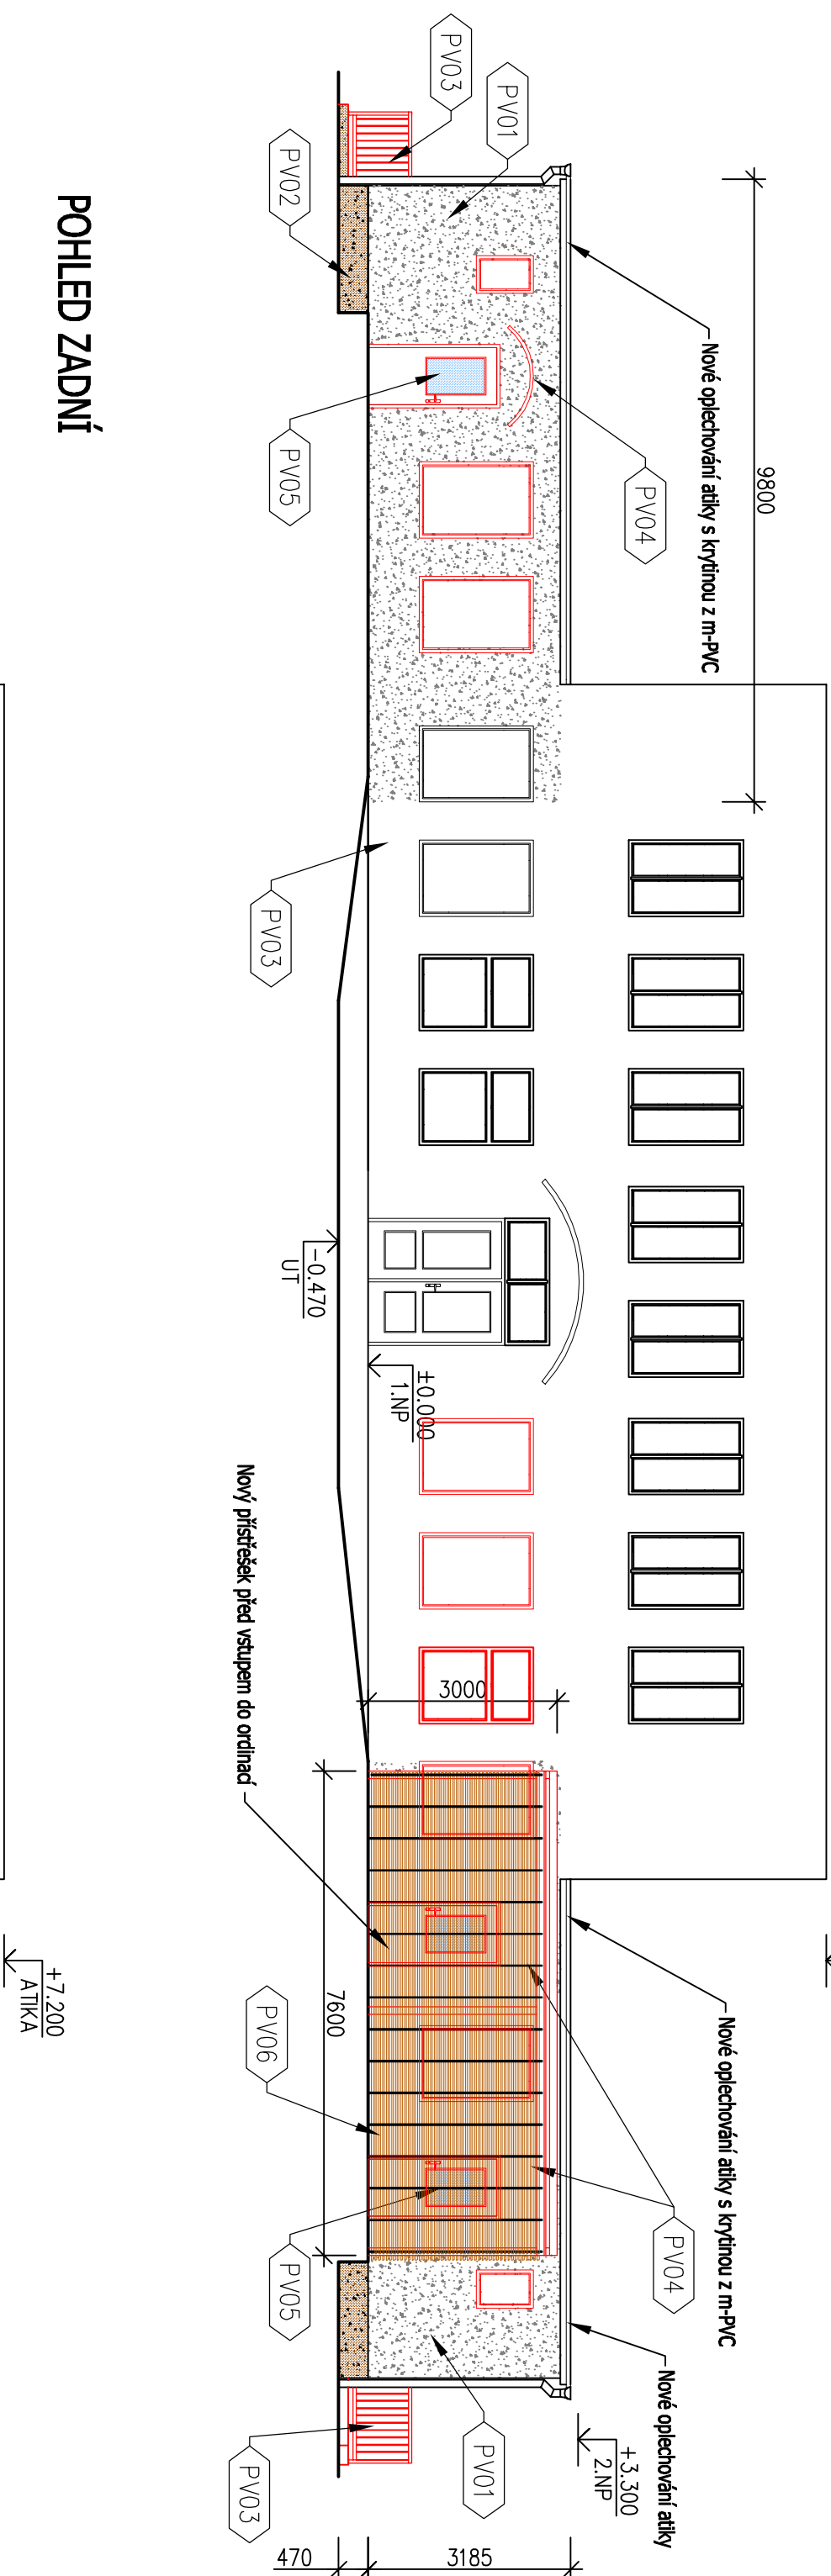 Nové oplechování atiky s krytinou z m-PVC
9800
PV04
PV01
PV03
PV02
PV05
POHLED ZADNÍ
PV03
-0.470
UT
±0.000
1.NP
3000
Nový přístřešek před vstupem do ordinací
7600
Nové oplechování atiky s krytinou z m-PVC
Nové oplechování atiky
PV04
+3.300
2.NP
PV01
PV05
PV06
PV03
3185
470
+7.200
ATIKA